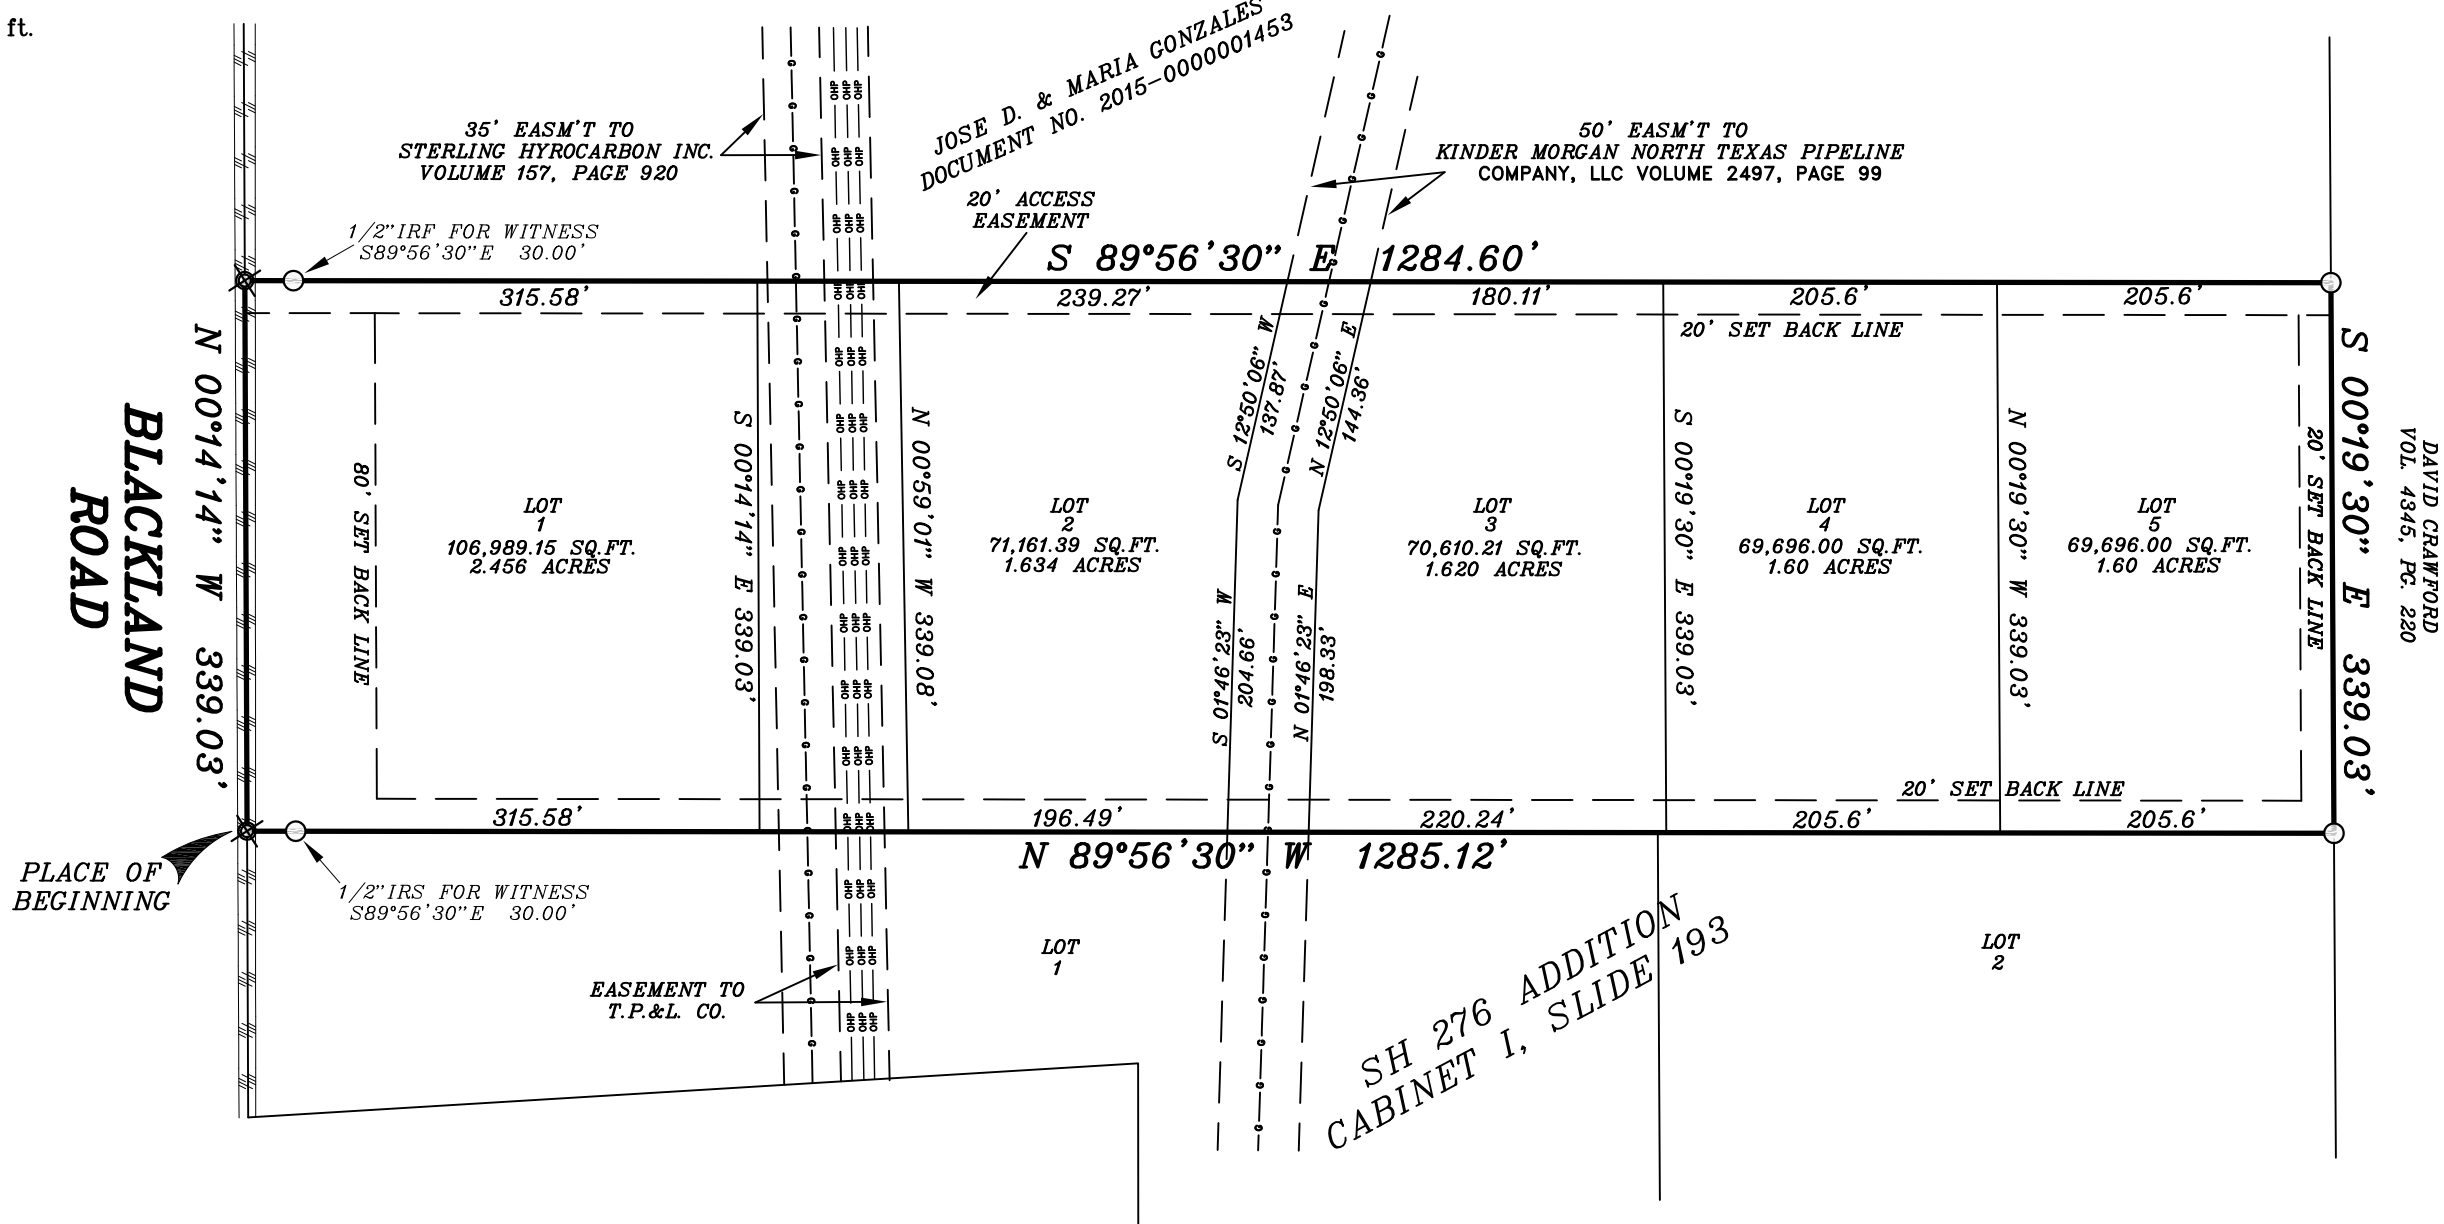 ft.
JOSE D. & MARIA GONZALES
DOCUMENT NO. 2015-0000001453
35' EASM'T TO
STERLING HYROCARBON INC.
VOLUME 157, PAGE 920
50' EASM'T TO
KINDER MORGAN NORTH TEXAS PIPELINE
COMPANY, LLC VOLUME 2497, PAGE 99
20' ACCESS
EASEMENT
1/2"IRF FOR WITNESS
S89°56'30"E 30.00'
S 89°56'30" E 1284.60'
315.58'
239.27'
180.11'
205.6'
205.6'
20' SET BACK LINE
BLACKLAND
ROAD
N 00°14'14" W 339.03'
80' SET BACK LINE
LOT
1
106,989.15 SQ.FT.
2.456 ACRES
S 00°14'14" E 339.03'
N 00°59'01" W 339.08'
LOT
2
71,161.39 SQ.FT.
1.634 ACRES
S 12°50'06" W
137.87'
N 12°50'06" E
144.36'
S 01°46'23" W
204.66'
N 01°46'23" E
198.33'
LOT
3
70,610.21 SQ.FT.
1.620 ACRES
S 00°19'30" E 339.03'
LOT
4
69,696.00 SQ.FT.
1.60 ACRES
N 00°19'30" W 339.03'
LOT
5
69,696.00 SQ.FT.
1.60 ACRES
20' SET BACK LINE
S 00°19'30" E 339.03'
DAVID CRAWFORD
VOL. 4345, PG. 220
20' SET BACK LINE
315.58'
196.49'
220.24'
205.6'
205.6'
N 89°56'30" W 1285.12'
PLACE OF
BEGINNING
1/2"IRS FOR WITNESS
S89°56'30"E 30.00'
EASEMENT TO
T.P.&L. CO.
LOT
1
SH 276 ADDITION
CABINET I, SLIDE 193
LOT
2
OHP OHP OHP
G